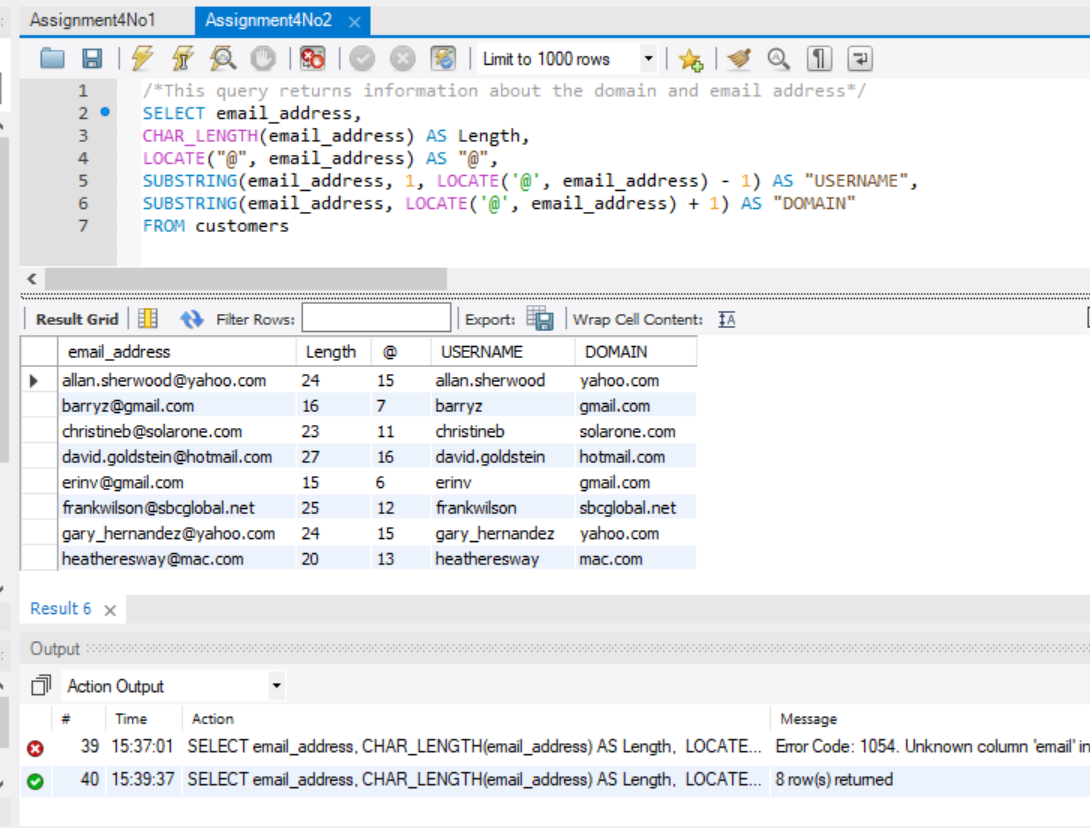 Assignment4No1 Assignment4No2
Limit to 1000 rows
1 /*This query returns information about the domain and email address*/
2 SELECT email_address,
3 CHAR_LENGTH(email_address) AS Length,
4 LOCATE("@", email_address) AS "@",
5 SUBSTRING(email_address, 1, LOCATE('@', email_address) - 1) AS "USERNAME",
6 SUBSTRING(email_address, LOCATE('@', email_address) + 1) AS "DOMAIN"
7 FROM customers
Result Grid Filter Rows: Export: Wrap Cell Content:
email_address Length @ USERNAME DOMAIN
allan.sherwood@yahoo.com 24 15 allan.sherwood yahoo.com
barryz@gmail.com 16 7 barryz gmail.com
christineb@solarone.com 23 11 christineb solarone.com
david.goldstein@hotmail.com 27 16 david.goldstein hotmail.com
erinv@gmail.com 15 6 erinv gmail.com
frankwilson@sbcglobal.net 25 12 frankwilson sbcglobal.net
gary_hernandez@yahoo.com 24 15 gary_hernandez yahoo.com
heatheresway@mac.com 20 13 heatheresway mac.com
Result 6
Output
Action Output
# Time Action Message
39 15:37:01 SELECT email_address, CHAR_LENGTH(email_address) AS Length, LOCATE... Error Code: 1054. Unknown column 'email' in
40 15:39:37 SELECT email_address, CHAR_LENGTH(email_address) AS Length, LOCATE... 8 row(s) returned